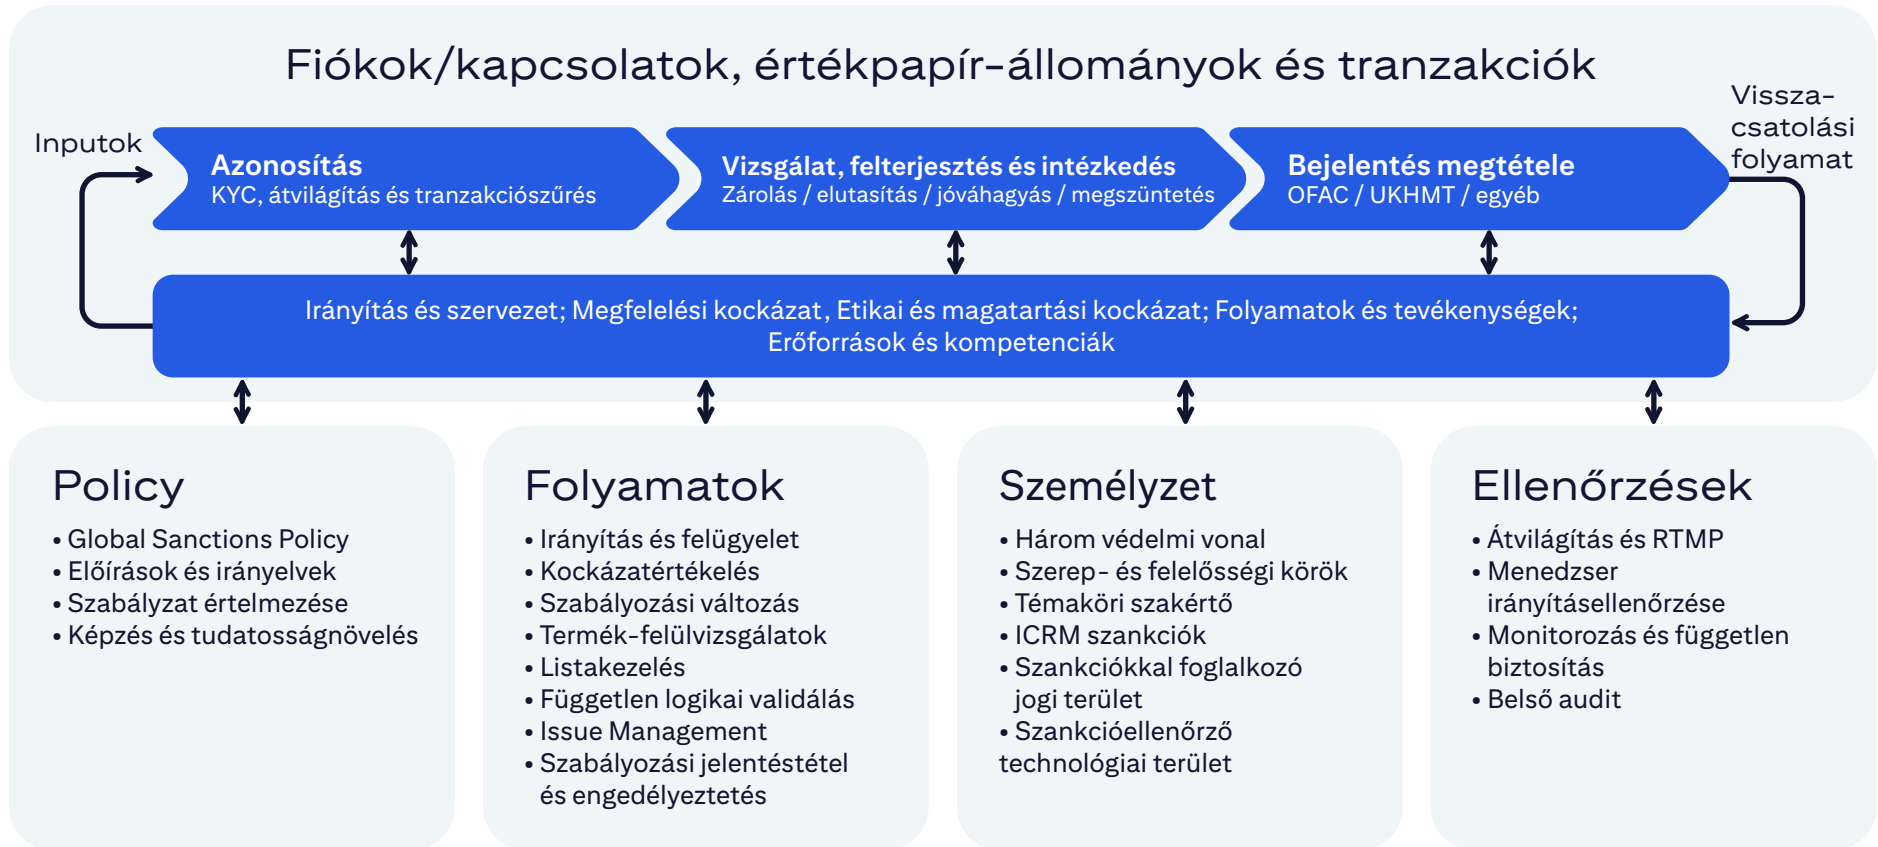 Fiókok/kapcsolatok, értékpapír-állományok és tranzakciók
Inputok
Vissza-
csatolási
folyamat
Azonosítás
KYC, átvilágítás és tranzakciószűrés
Vizsgálat, felterjesztés és intézkedés
Zárolás / elutasítás / jóváhagyás / megszüntetés
Bejelentés megtétele
OFAC / UKHMT / egyéb
Irányítás és szervezet; Megfelelési kockázat, Etikai és magatartási kockázat; Folyamatok és tevékenységek;
Erőforrások és kompetenciák
Policy
• Global Sanctions Policy
• Előírások és irányelvek
• Szabályzat értelmezése
• Képzés és tudatosságnövelés
Folyamatok
• Irányítás és felügyelet
• Kockázatértékelés
• Szabályozási változás
• Termék-felülvizsgálatok
• Listakezelés
• Független logikai validálás
• Issue Management
• Szabályozási jelentéstétel
és engedélyeztetés
Személyzet
• Három védelmi vonal
• Szerep- és felelősségi körök
• Témaköri szakértő
• ICRM szankciók
• Szankciókkal foglalkozó
jogi terület
• Szankcióellenőrző
technológiai terület
Ellenőrzések
• Átvilágítás és RTMP
• Menedzser
irányításellenőrzése
• Monitorozás és független
biztosítás
• Belső audit